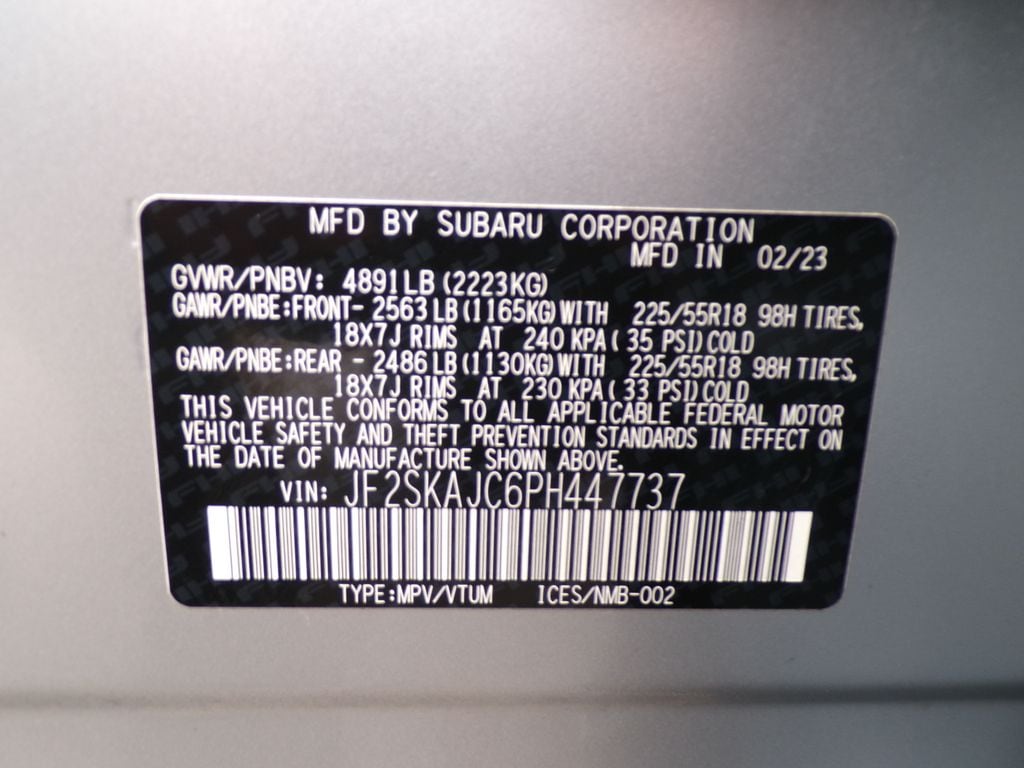 MFD BY SUBARU CORPORATION
MFD IN 02/23
GVWR/PNBV: 4891LB (2223KG)
GAWR/PNBE:FRONT- 2563LB(1165KG)WITH 225/55R18 98H TIRES,
18X7J RIMS AT 240 KPA( 35 PSI)COLD
GAWR/PNBE:REAR - 2486LB(1130KG)WITH 225/55R18 98H TIRES,
18X7J RIMS AT 230 KPA( 33 PSI)COLD
THIS VEHICLE CONFORMS TO ALL APPLICABLE FEDERAL MOTOR
VEHICLE SAFETY AND THEFT PREVENTION STANDARDS IN EFFECT ON
THE DATE OF MANUFACTURE SHOWN ABOVE.
VIN: JF2SKAJC6PH447737
TYPE:MPV/VTUM ICES/NMB-002